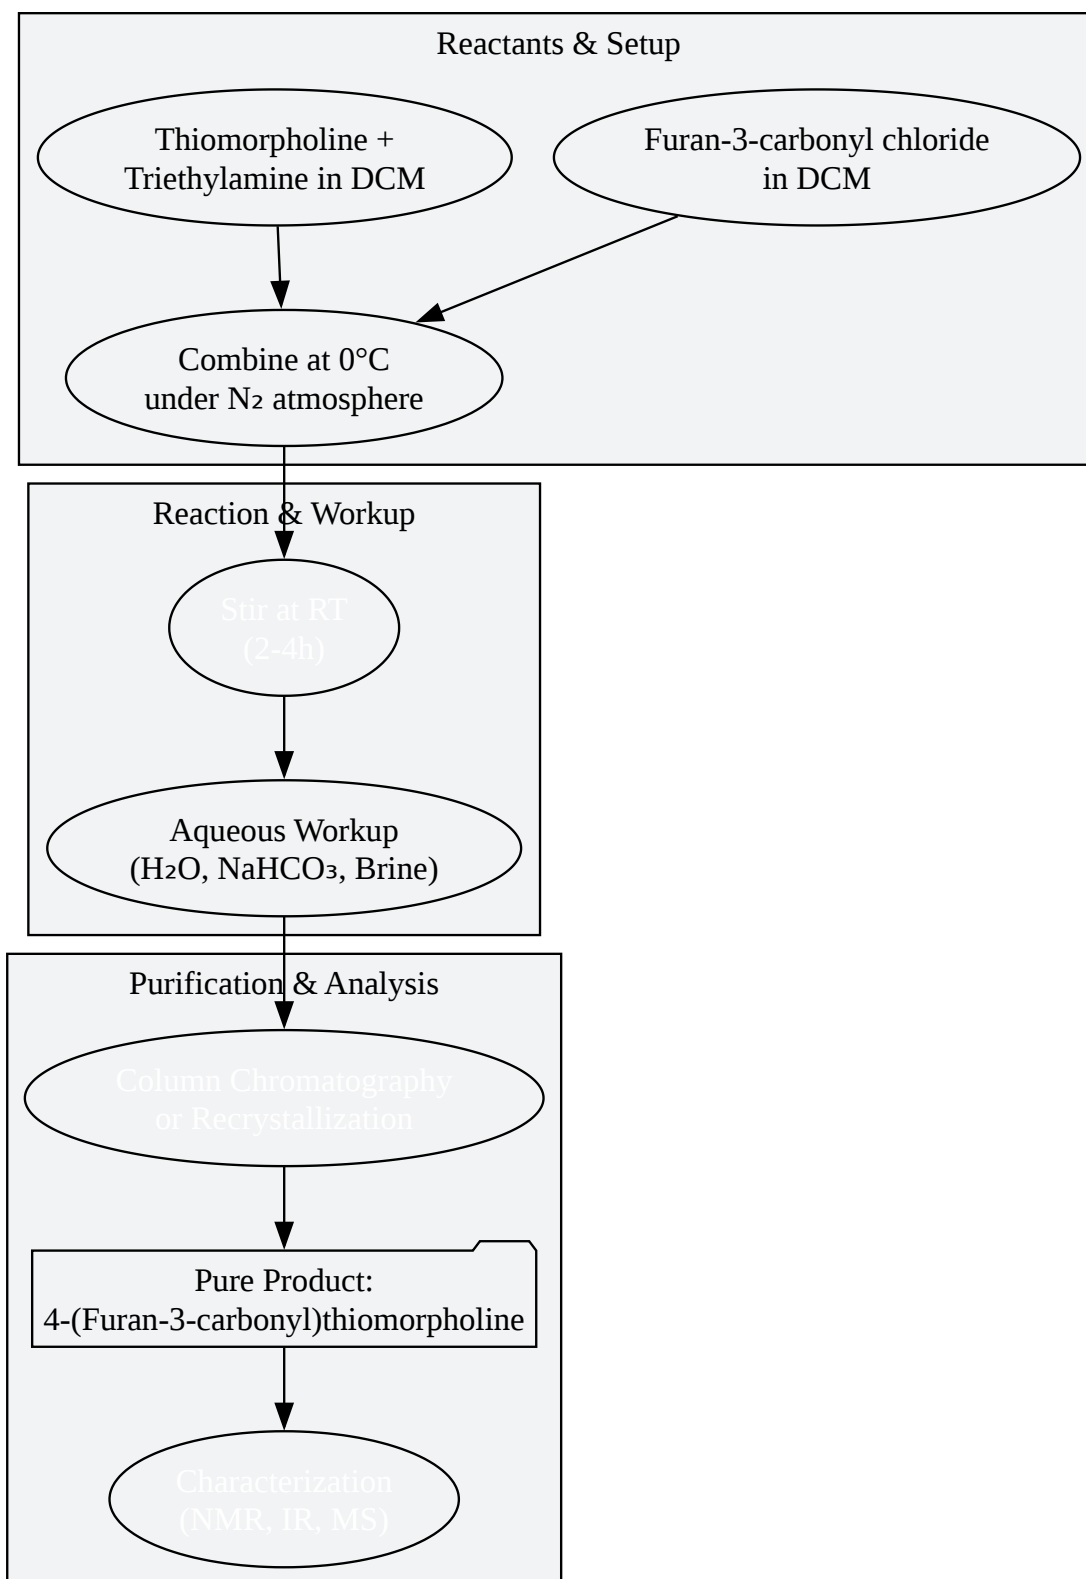 Reactants & Setup
Thiomorpholine +
Triethylamine in DCM
Furan-3-carbonyl chloride
in DCM
Combine at 0°C
under N₂ atmosphere
Reaction & Workup
Stir at RT
(2-4h)
Aqueous Workup
(H₂O, NaHCO₃, Brine)
Purification & Analysis
Column Chromatography
or Recrystallization
Pure Product:
4-(Furan-3-carbonyl)thiomorpholine
Characterization
(NMR, IR, MS)